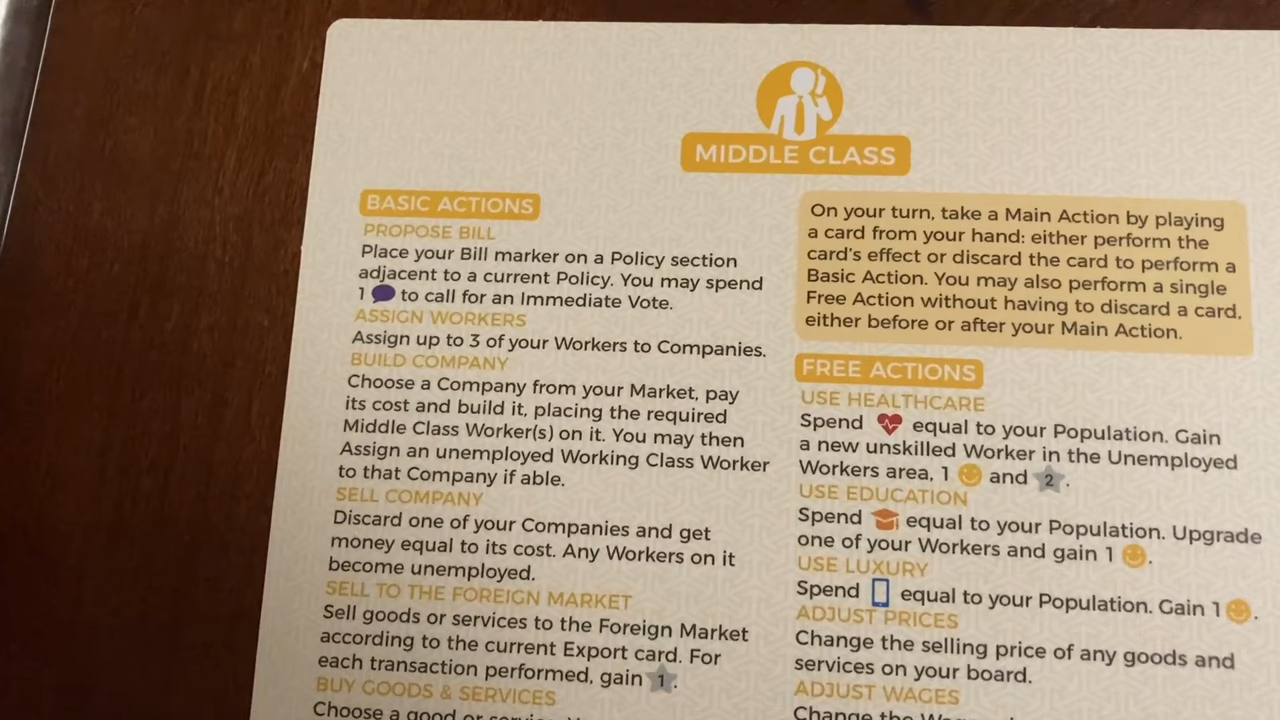 MIDDLE CLASS
BASIC ACTIONS
PROPOSE BILL
Place your Bill marker on a Policy section
adjacent to a current Policy. You may spend
1 to call for an Immediate Vote.
ASSIGN WORKERS
Assign up to 3 of your Workers to Companies.
BUILD COMPANY
Choose a Company from your Market, pay
its cost and build it, placing the required
Middle Class Worker(s) on it. You may then
Assign an unemployed Working Class Worker
to that Company if able.
SELL COMPANY
Discard one of your Companies and get
money equal to its cost. Any Workers on it
become unemployed.
SELL TO THE FOREIGN MARKET
Sell goods or services to the Foreign Market
according to the current Export card. For
each transaction performed, gain 1.
BUY GOODS & SERVICES
Choose a good or service.
On your turn, take a Main Action by playing
a card from your hand: either perform the
card's effect or discard the card to perform a
Basic Action. You may also perform a single
Free Action without having to discard a card,
either before or after your Main Action.
FREE ACTIONS
USE HEALTHCARE
Spend equal to your Population. Gain
a new unskilled Worker in the Unemployed
Workers area, 1 and 2.
USE EDUCATION
Spend equal to your Population. Upgrade
one of your Workers and gain 1.
USE LUXURY
Spend equal to your Population. Gain 1.
ADJUST PRICES
Change the selling price of any goods and
services on your board.
ADJUST WAGES
Change the